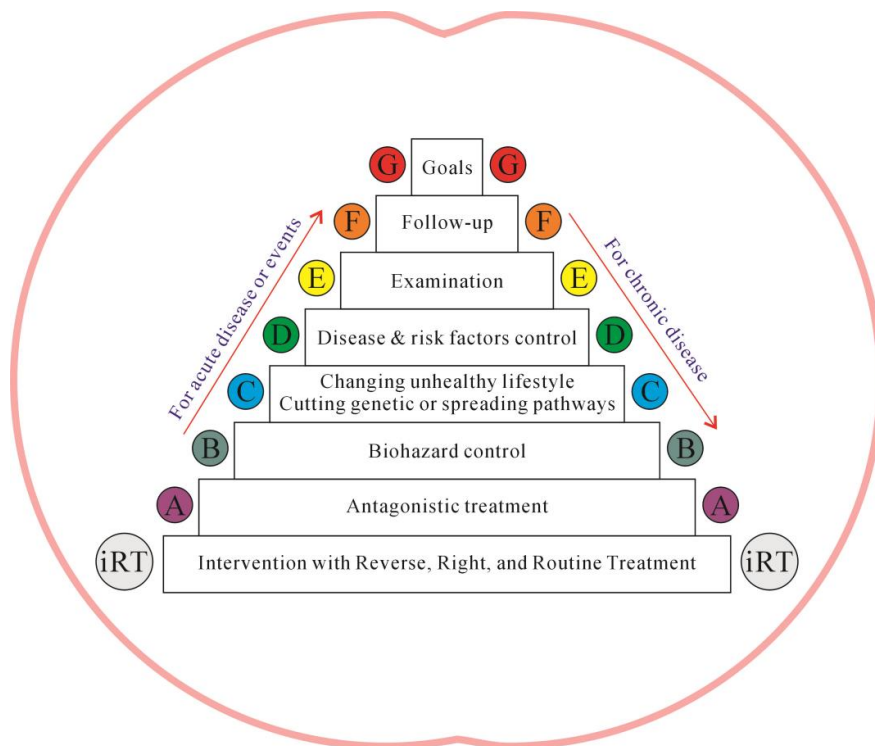 G Goals G
F Follow-up F
E Examination E
D Disease & risk factors control D
C Changing unhealthy lifestyle C
Cutting genetic or spreading pathways
B Biohazard control B
A Antagonistic treatment A
iRT Intervention with Reverse, Right, and Routine Treatment iRT
For acute disease or events
For chronic disease